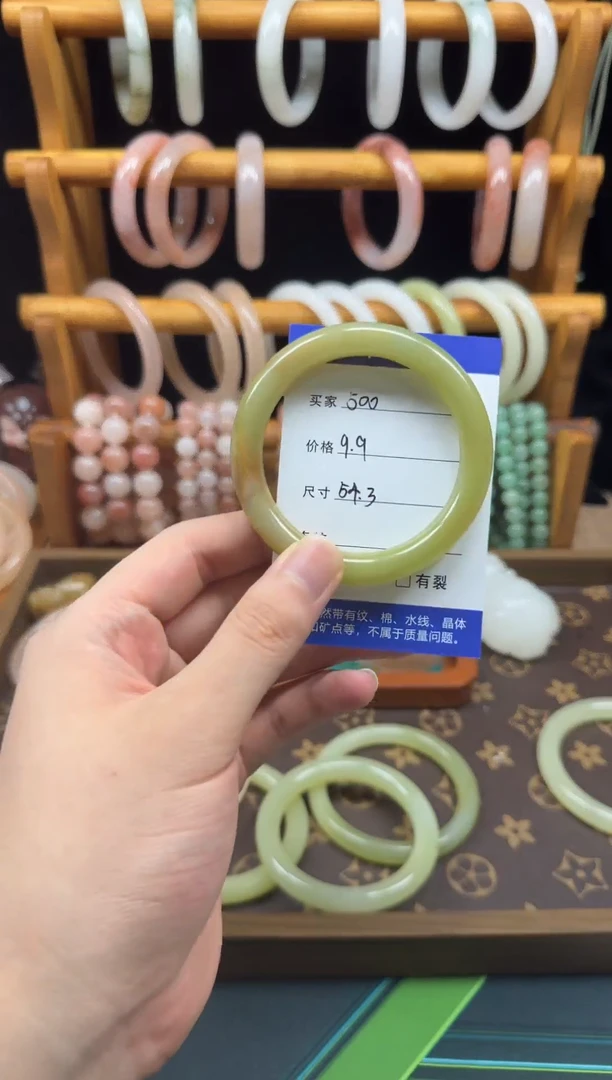 买家 500
价格 9.9
尺寸 54.3
□有裂
然带有纹、棉、水线、晶体
矿点等，不属于质量问题。